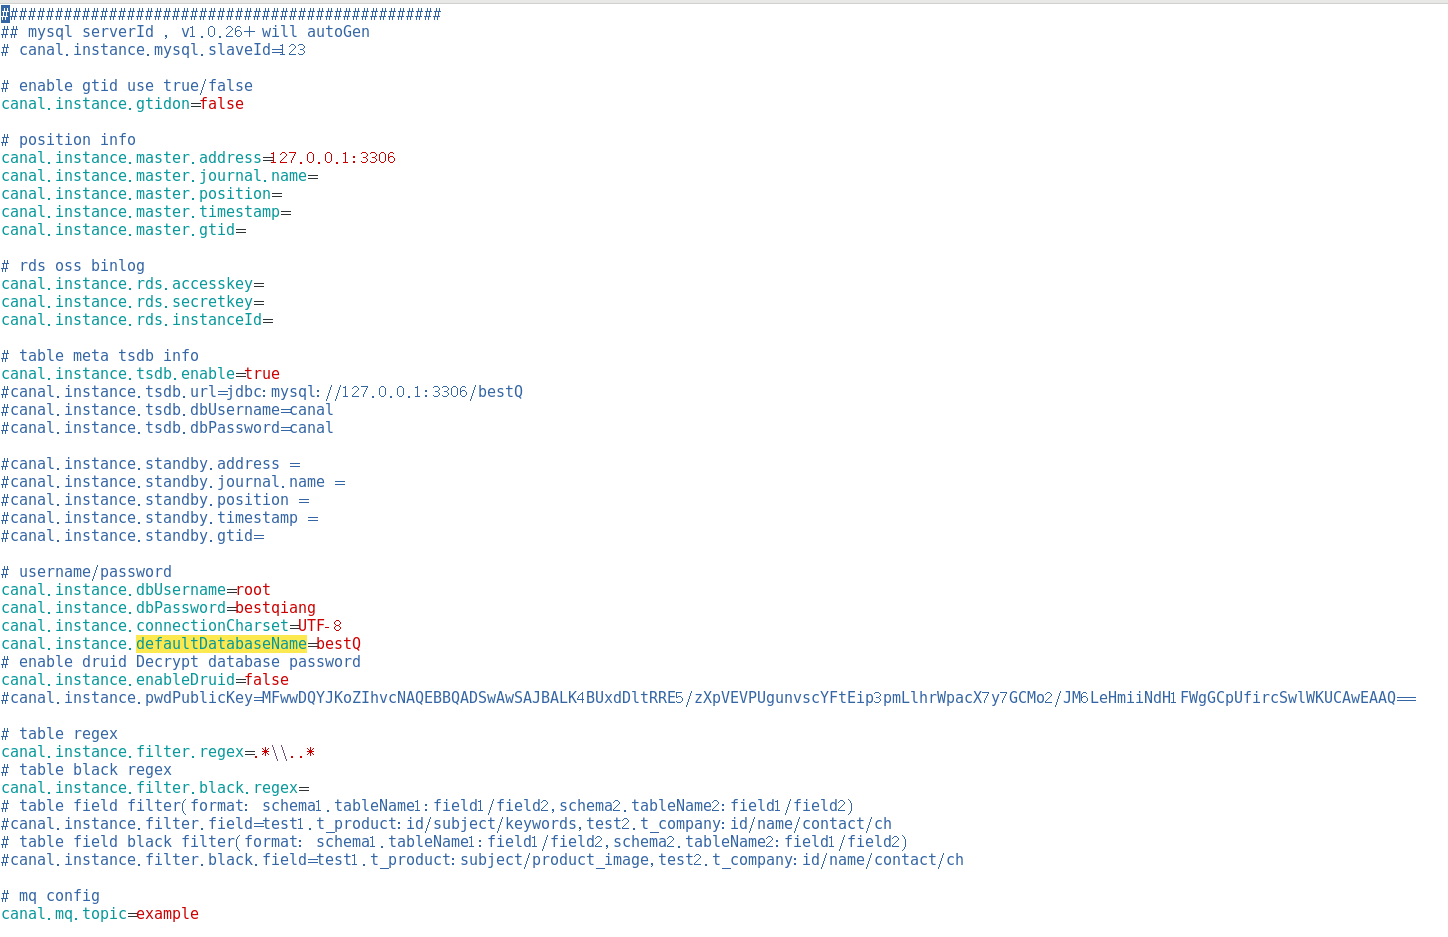 #################################################
## mysql serverId , v1.0.26+ will autoGen
# canal.instance.mysql.slaveId=123
# enable gtid use true/false
canal.instance.gtidon=false
# position info
canal.instance.master.address=127.0.0.1:3306
canal.instance.master.journal.name=
canal.instance.master.position=
canal.instance.master.timestamp=
canal.instance.master.gtid=
# rds oss binlog
canal.instance.rds.accesskey=
canal.instance.rds.secretkey=
canal.instance.rds.instanceId=
# table meta tsdb info
canal.instance.tsdb.enable=true
#canal.instance.tsdb.url=jdbc:mysql://127.0.0.1:3306/bestQ
#canal.instance.tsdb.dbUsername=canal
#canal.instance.tsdb.dbPassword=canal
#canal.instance.standby.address =
#canal.instance.standby.journal.name =
#canal.instance.standby.position =
#canal.instance.standby.timestamp =
#canal.instance.standby.gtid=
# username/password
canal.instance.dbUsername=root
canal.instance.dbPassword=bestqiang
canal.instance.connectionCharset=UTF-8
canal.instance.defaultDatabaseName=bestQ
# enable druid Decrypt database password
canal.instance.enableDruid=false
#canal.instance.pwdPublicKey=MFwwDQYJKoZIhvcNAQEBBQADSwAwSAJBALK4BUxdDltRRE5/zXpVEVPUgunvscYFtEip3pmLlhrWpacX7y7GCMo2/JM6LeHmiiNdH1FWgGCpUfircSwlWKUCAwEAAQ==
# table regex
canal.instance.filter.regex=.*\\..*
# table black regex
canal.instance.filter.black.regex=
# table field filter(format: schema1.tableName1:field1/field2,schema2.tableName2:field1/field2)
#canal.instance.filter.field=test1.t_product:id/subject/keywords,test2.t_company:id/name/contact/ch
# table field black filter(format: schema1.tableName1:field1/field2,schema2.tableName2:field1/field2)
#canal.instance.filter.black.field=test1.t_product:subject/product_image,test2.t_company:id/name/contact/ch
# mq config
canal.mq.topic=example